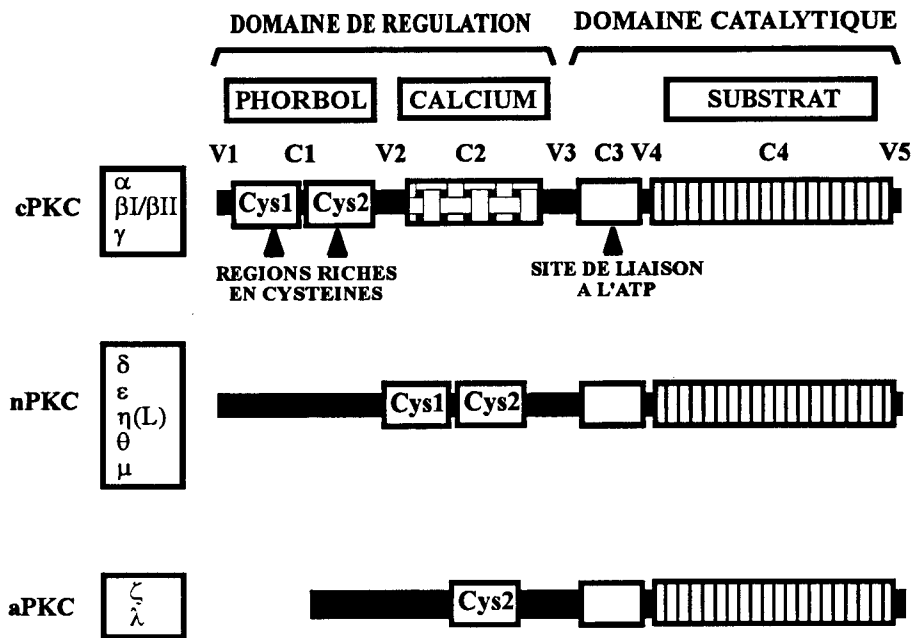 DOMAINE DE REGULATION DOMAINE CATALYTIQUE
PHORBOL CALCIUM SUBSTRAT
V1 C1 V2 C2 V3 C3 V4 C4 V5
cPKC
α
βI/βII
γ
Cys1 Cys2
REGIONS RICHES
EN CYSTEINES
SITE DE LIAISON
A L'ATP
nPKC
δ
ε
η(L)
θ
μ
Cys1 Cys2
aPKC
ζ
λ
Cys2